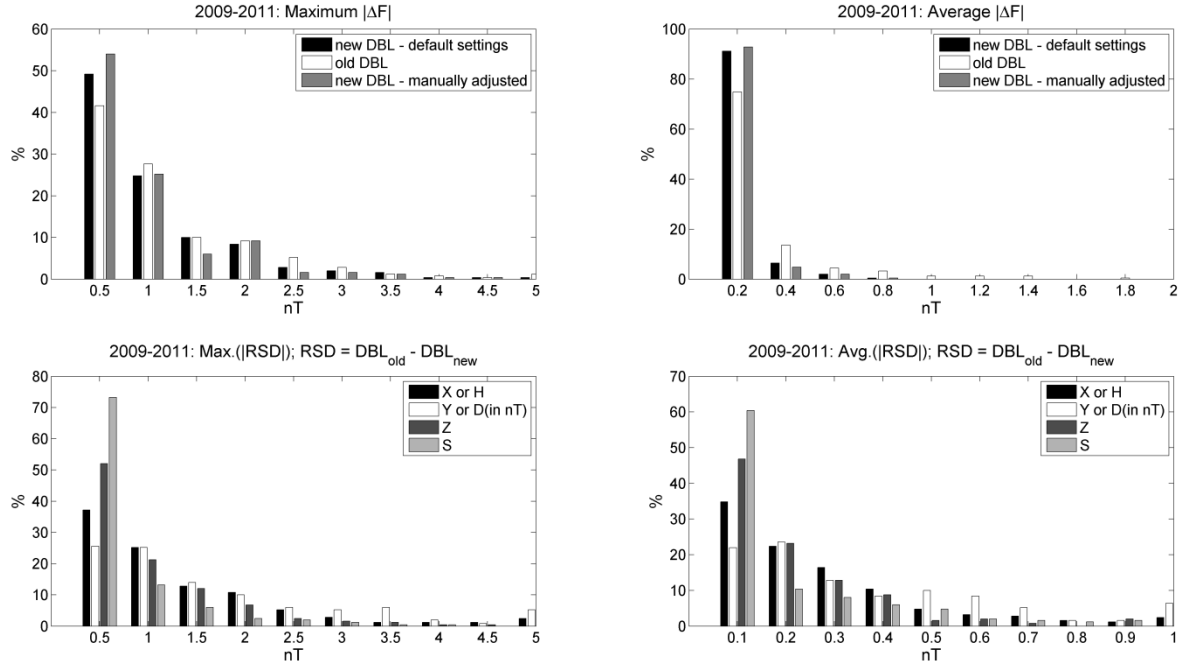 2009-2011: Maximum |ΔF|
60
50
40
30
20
10
0
%
new DBL - default settings
old DBL
new DBL - manually adjusted
0.5 1 1.5 2 2.5 3 3.5 4 4.5 5
nT
2009-2011: Average |ΔF|
100
80
60
40
20
0
%
new DBL - default settings
old DBL
new DBL - manually adjusted
0.2 0.4 0.6 0.8 1 1.2 1.4 1.6 1.8 2
nT
2009-2011: Max.(|RSD|); RSD = DBL_old - DBL_new
80
70
60
50
40
30
20
10
0
%
X or H
Y or D(in nT)
Z
S
0.5 1 1.5 2 2.5 3 3.5 4 4.5 5
nT
2009-2011: Avg.(|RSD|); RSD = DBL_old - DBL_new
70
60
50
40
30
20
10
0
%
X or H
Y or D(in nT)
Z
S
0.1 0.2 0.3 0.4 0.5 0.6 0.7 0.8 0.9 1
nT